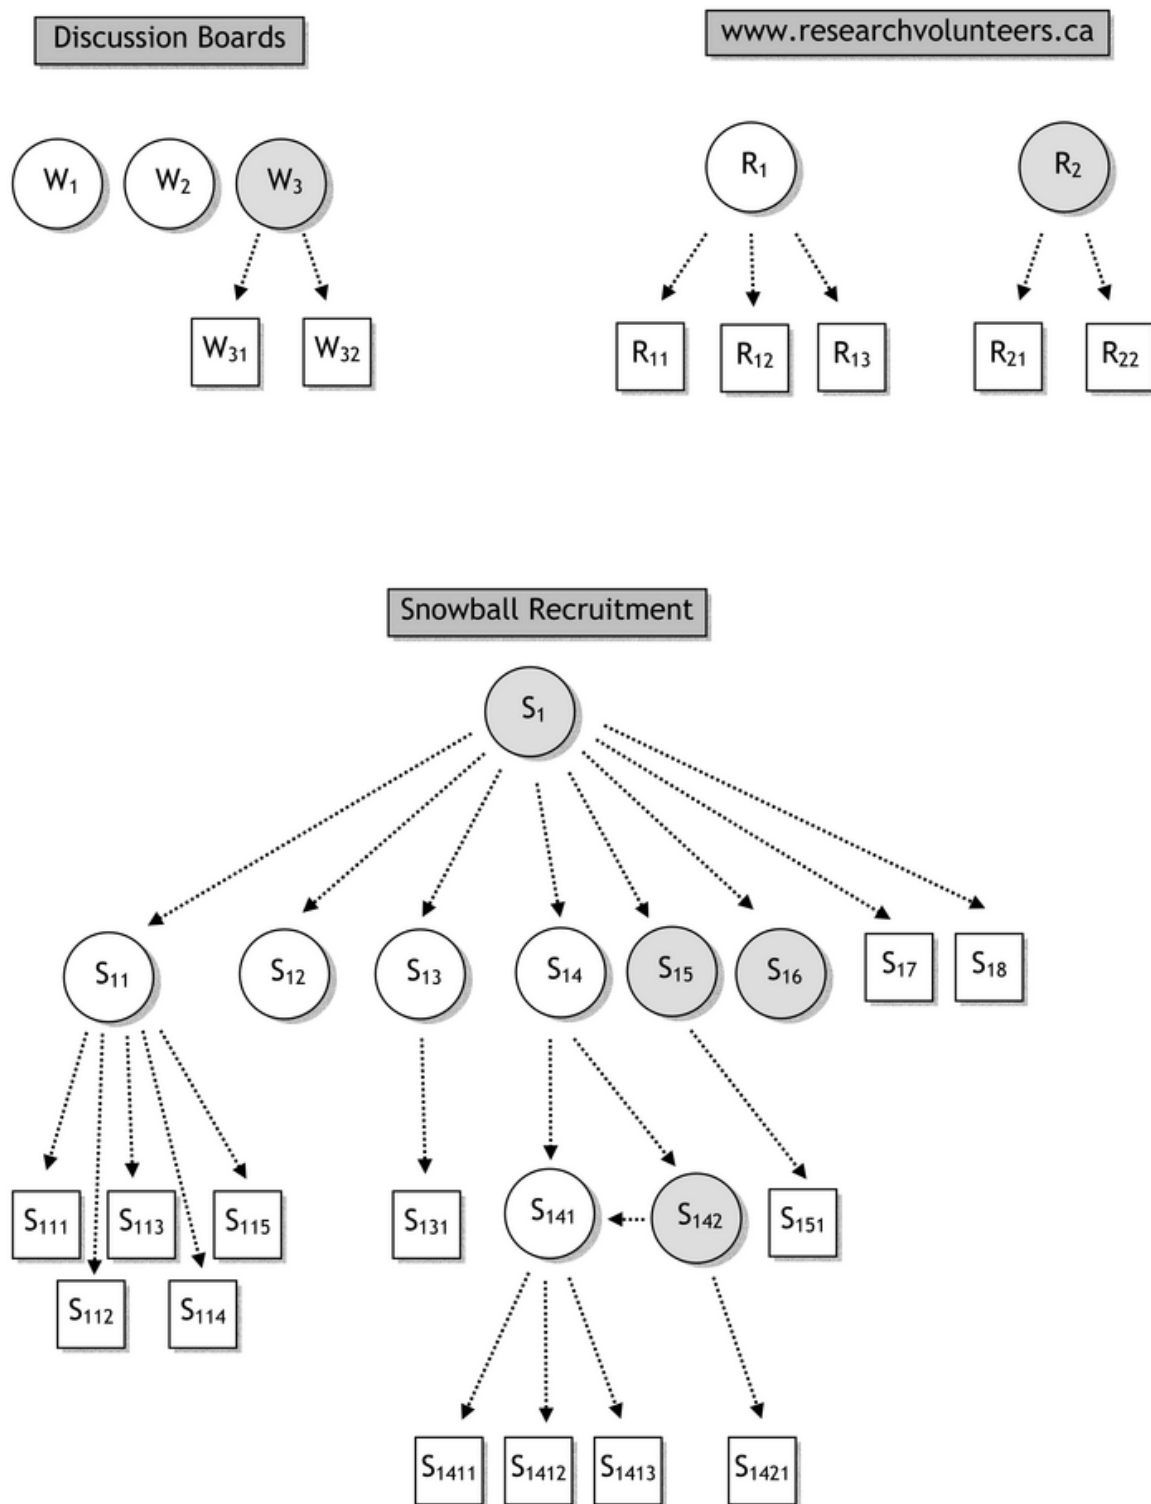 Discussion Boards
www.researchvolunteers.ca
W1 W2 W3
R1 R2
W31 W32
R11 R12 R13 R21 R22
Snowball Recruitment
S1
S11 S12 S13 S14 S15 S16 S17 S18
S111 S113 S115 S131 S141 S142 S151
S112 S114
S1411 S1412 S1413 S1421